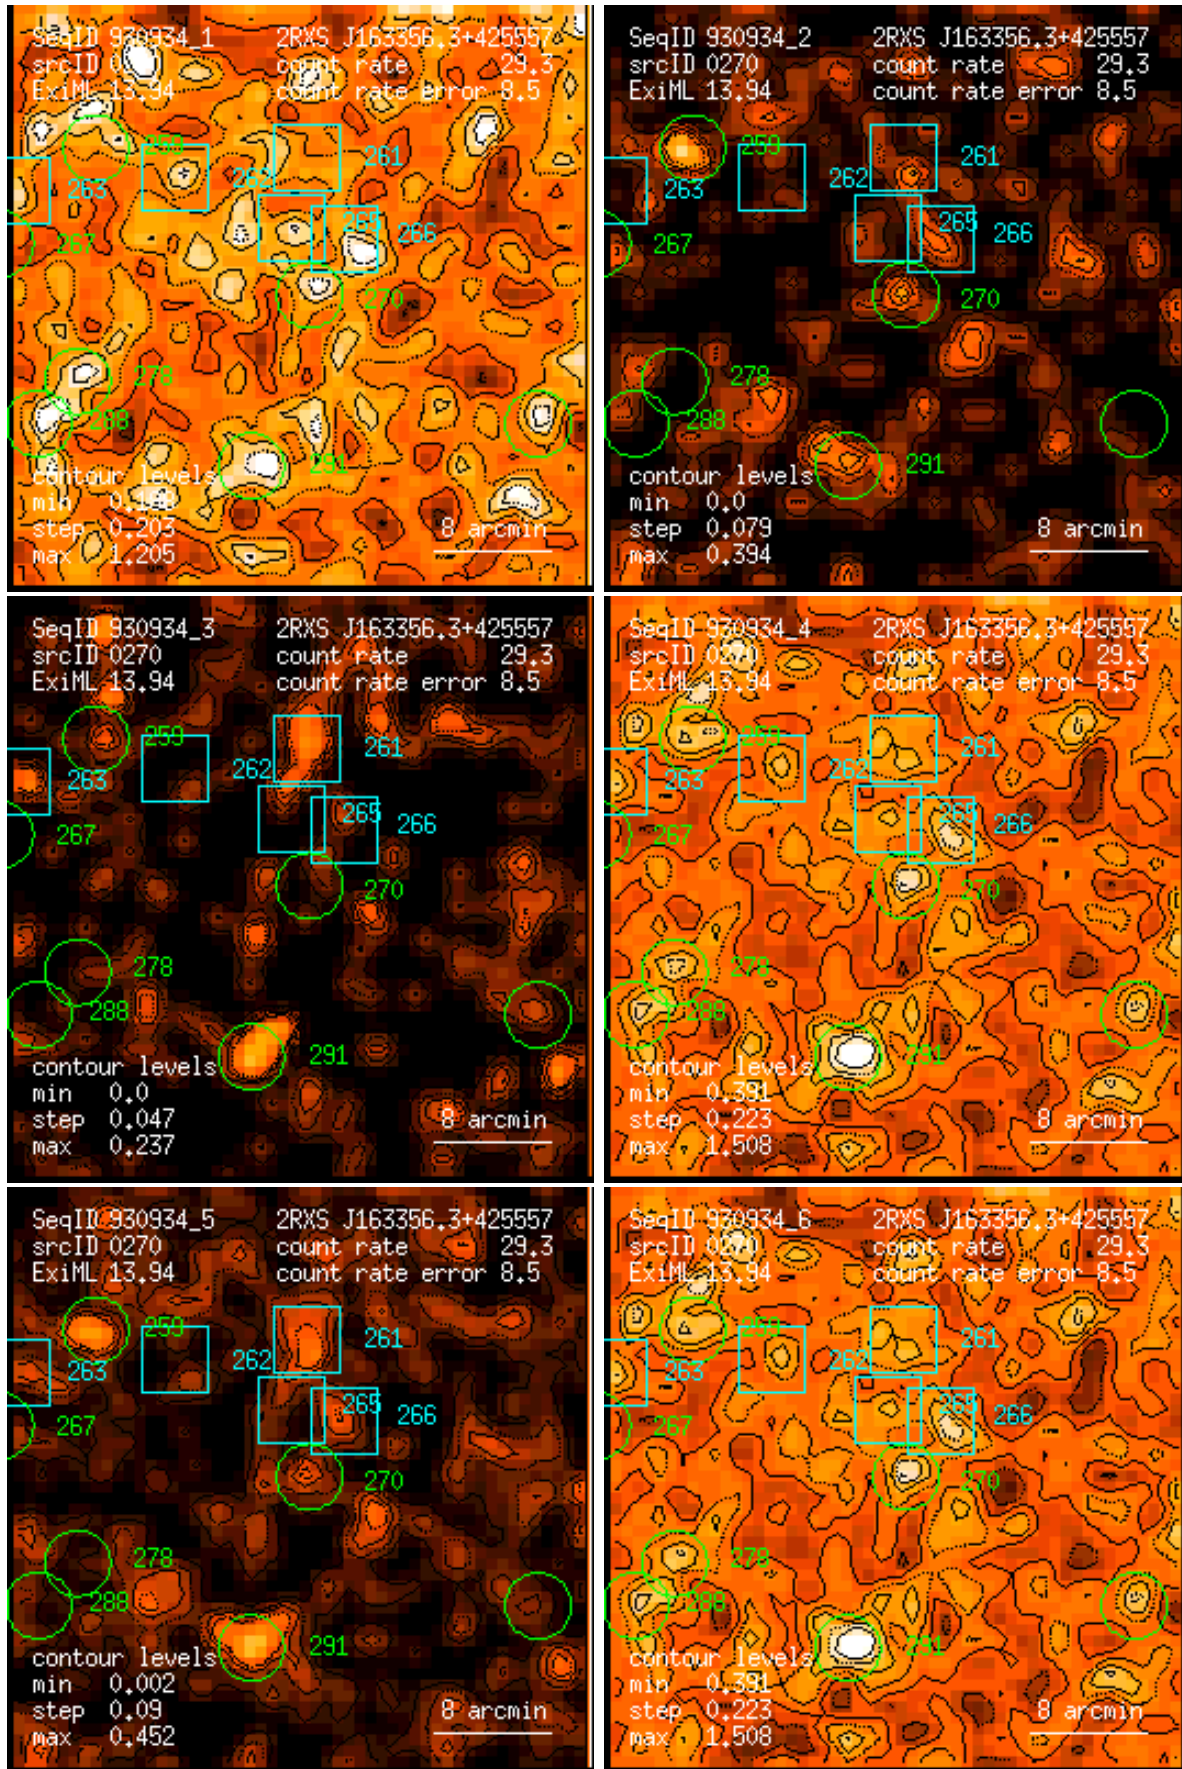 SeqID 930934_1 2RXS J163356.3+425557
srcID 0 count rate 29.3
ExiML 13.94 count rate error 8.5
259
261
263
262
265
266
267
270
278
288
291
contour levels
min
step 0.203
max 1.205
8 arcmin
SeqID 930934_2 2RXS J163356.3+425557
srcID 0270 count rate 29.3
ExiML 13.94 count rate error 8.5
259
261
263
262
265
266
267
270
278
288
291
contour levels
min 0.0
step 0.079
max 0.394
8 arcmin
SeqID 930934_3 2RXS J163356.3+425557
srcID 0270 count rate 29.3
ExiML 13.94 count rate error 8.5
259
261
263
262
265
266
267
270
278
288
291
contour levels
min 0.0
step 0.047
max 0.237
8 arcmin
SeqID 930934_4 2RXS J163356.3+425557
srcID 0270 count rate 29.3
ExiML 13.94 count rate error 8.5
259
261
263
262
265
266
267
270
278
288
291
contour levels
min 0.391
step 0.223
max 1.508
8 arcmin
SeqID 930934_5 2RXS J163356.3+425557
srcID 0270 count rate 29.3
ExiML 13.94 count rate error 8.5
259
261
263
262
265
266
267
270
278
288
291
contour levels
min 0.002
step 0.09
max 0.452
8 arcmin
SeqID 930934_6 2RXS J163356.3+425557
srcID 0270 count rate 29.3
ExiML 13.94 count rate error 8.5
259
261
263
262
265
266
267
270
278
288
291
contour levels
min 0.391
step 0.223
max 1.508
8 arcmin